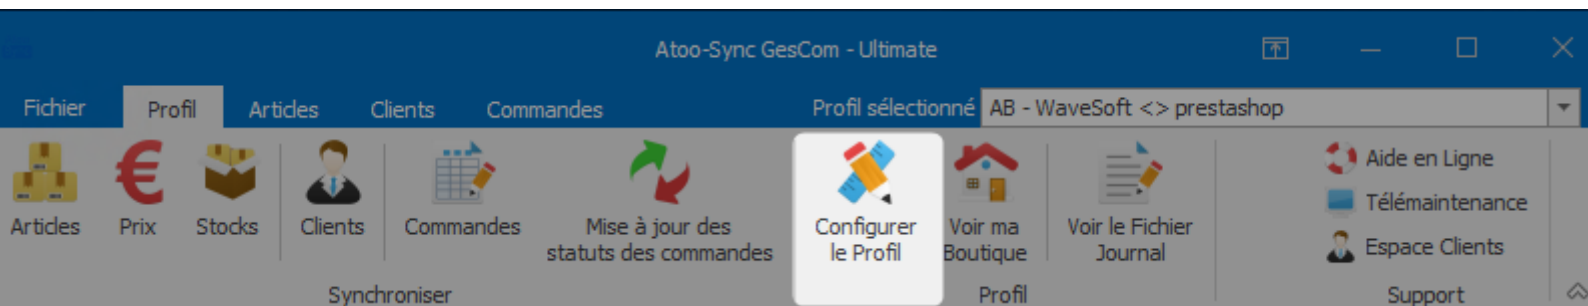 Atoo-Sync GesCom - Ultimate
Fichier Profil Articles Clients Commandes Profil sélectionné AB - WaveSoft <> prestashop
Articles Prix Stocks Clients Commandes Mise à jour des
statuts des commandes
Configurer
le Profil
Voir ma
Boutique
Voir le Fichier
Journal
Aide en Ligne
Télémaintenance
Espace Clients
Synchroniser Profil Support